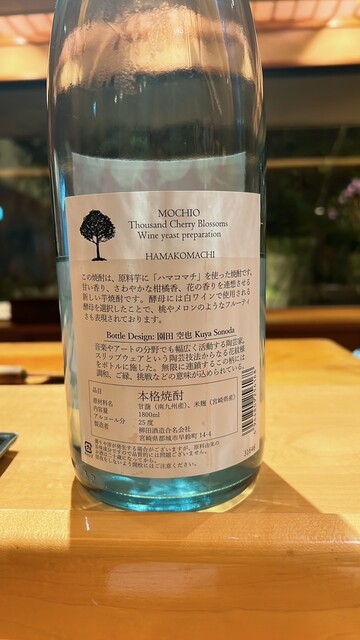 MOCHIO
Thousand Cherry Blossoms
Wine yeast preparation
HAMAKOMACHI
この焼酎は、原料芋に「ハマコマチ」を使った焼酎です。
甘い香り、さわやかな柑橘香、花の香りを連想させる
新しい芋焼酎です。酵母には白ワインで使用される
酵母を選択したことで、桃やメロンのようなフルーティ
さも表現されております。
Bottle Design: 園田 空也 Kuya Sonoda
音楽やアートの分野でも幅広く活動する陶芸家。
スリップウェアという陶芸技法からなる花枝模様
をボトルに施した。無限に連鎖するこの柄には、
調和、ご縁、挑戦などの意味が込められている。
品目 本格焼酎
原材料名 甘藷(南九州産)、米麹(宮崎県産)
内容量 1800ml
アルコール分 25度
製造者 柳田酒造合名会社
宮崎県都城市早鈴町14-4